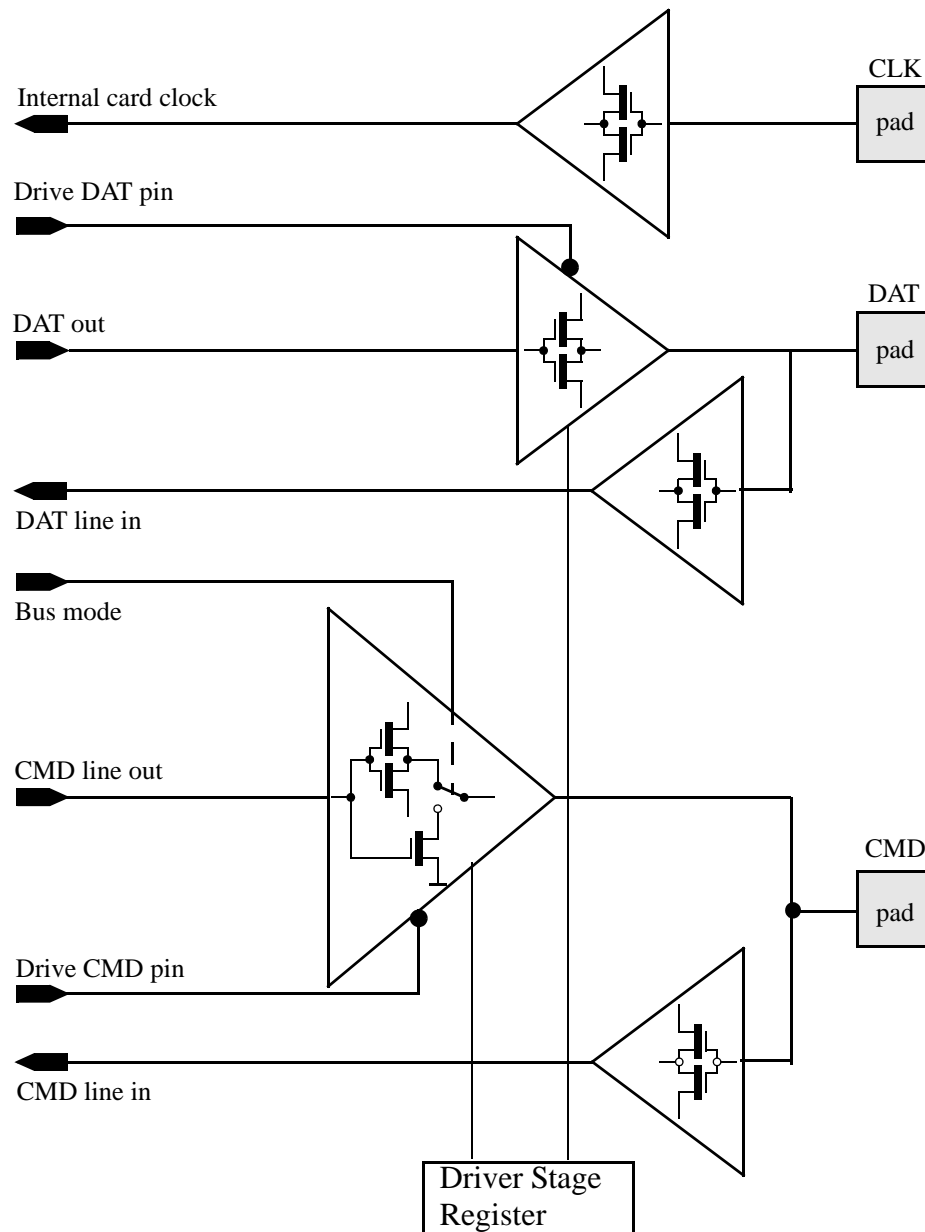 CLK
Internal card clock
pad
Drive DAT pin
DAT
DAT out
pad
DAT line in
Bus mode
CMD line out
CMD
pad
Drive CMD pin
CMD line in
Driver Stage
Register